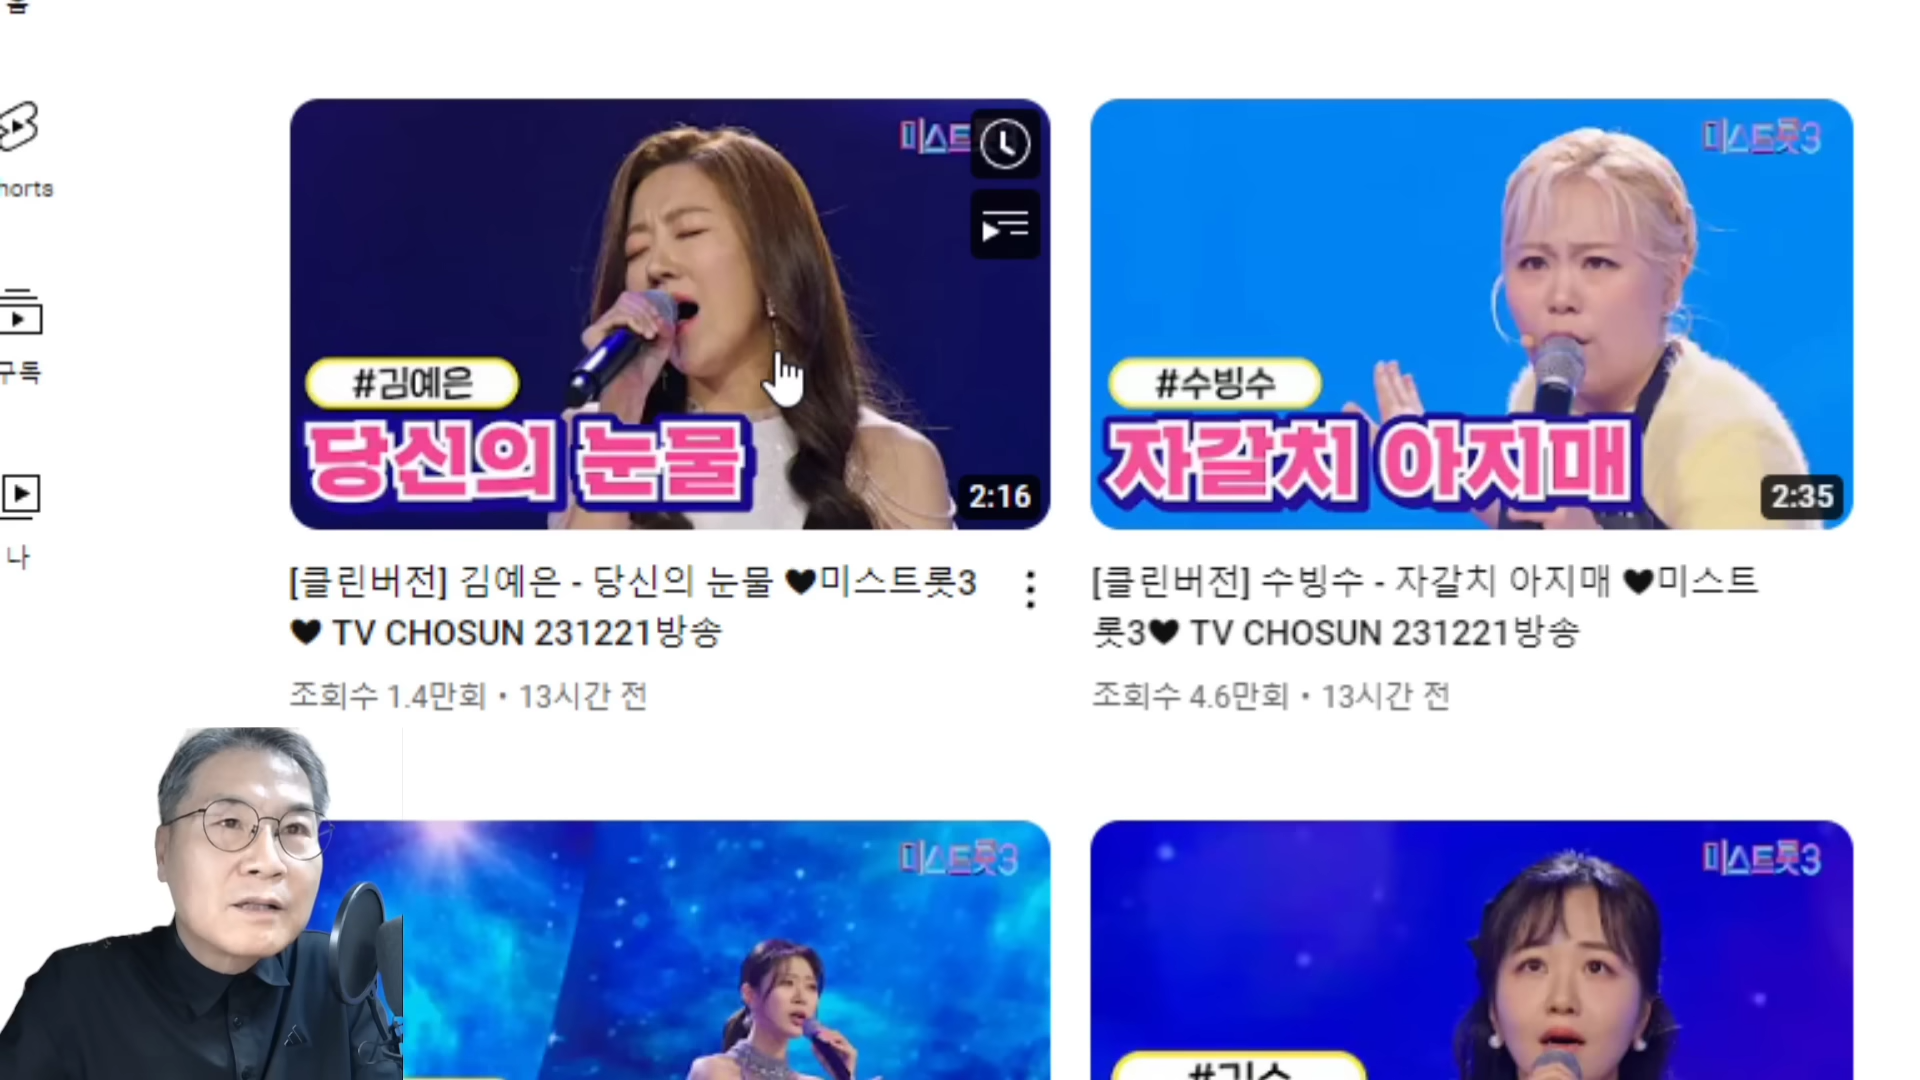 홈
horts
구독
나
미스트
#김예은
당신의 눈물
2:16
미스트롯3
#수빙수
자갈치 아지매
2:35
[클린버전] 김예은 - 당신의 눈물 ♥미스트롯3
♥ TV CHOSUN 231221방송
조회수 1.4만회 • 13시간 전
[클린버전] 수빙수 - 자갈치 아지매 ♥미스트
롯3♥ TV CHOSUN 231221방송
조회수 4.6만회 • 13시간 전
미스트롯3
미스트롯3